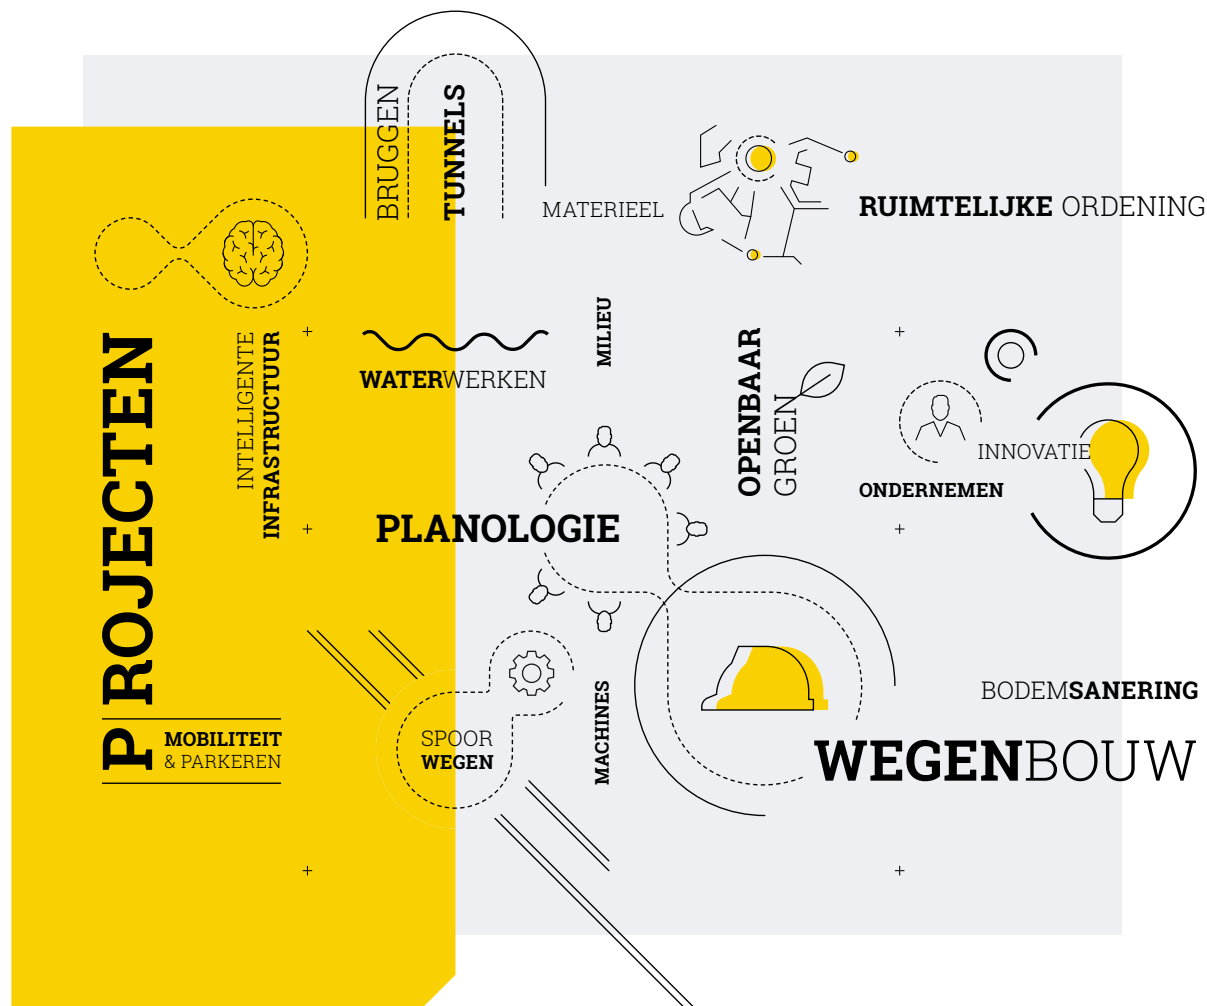 BRUGGEN
TUNNELS
MATERIEEL
RUIMTELIJKE ORDENING
PROJECTEN
INTELLIGENTE
INFRASTRUCTUUR
WATERWERKEN
MILIEU
OPENBAAR
GROEN
INNOVATIE
ONDERNEMEN
PLANOLOGIE
MOBILITEIT
& PARKEREN
SPOOR
WEGEN
MACHINES
BODEMSANERING
WEGENBOUW